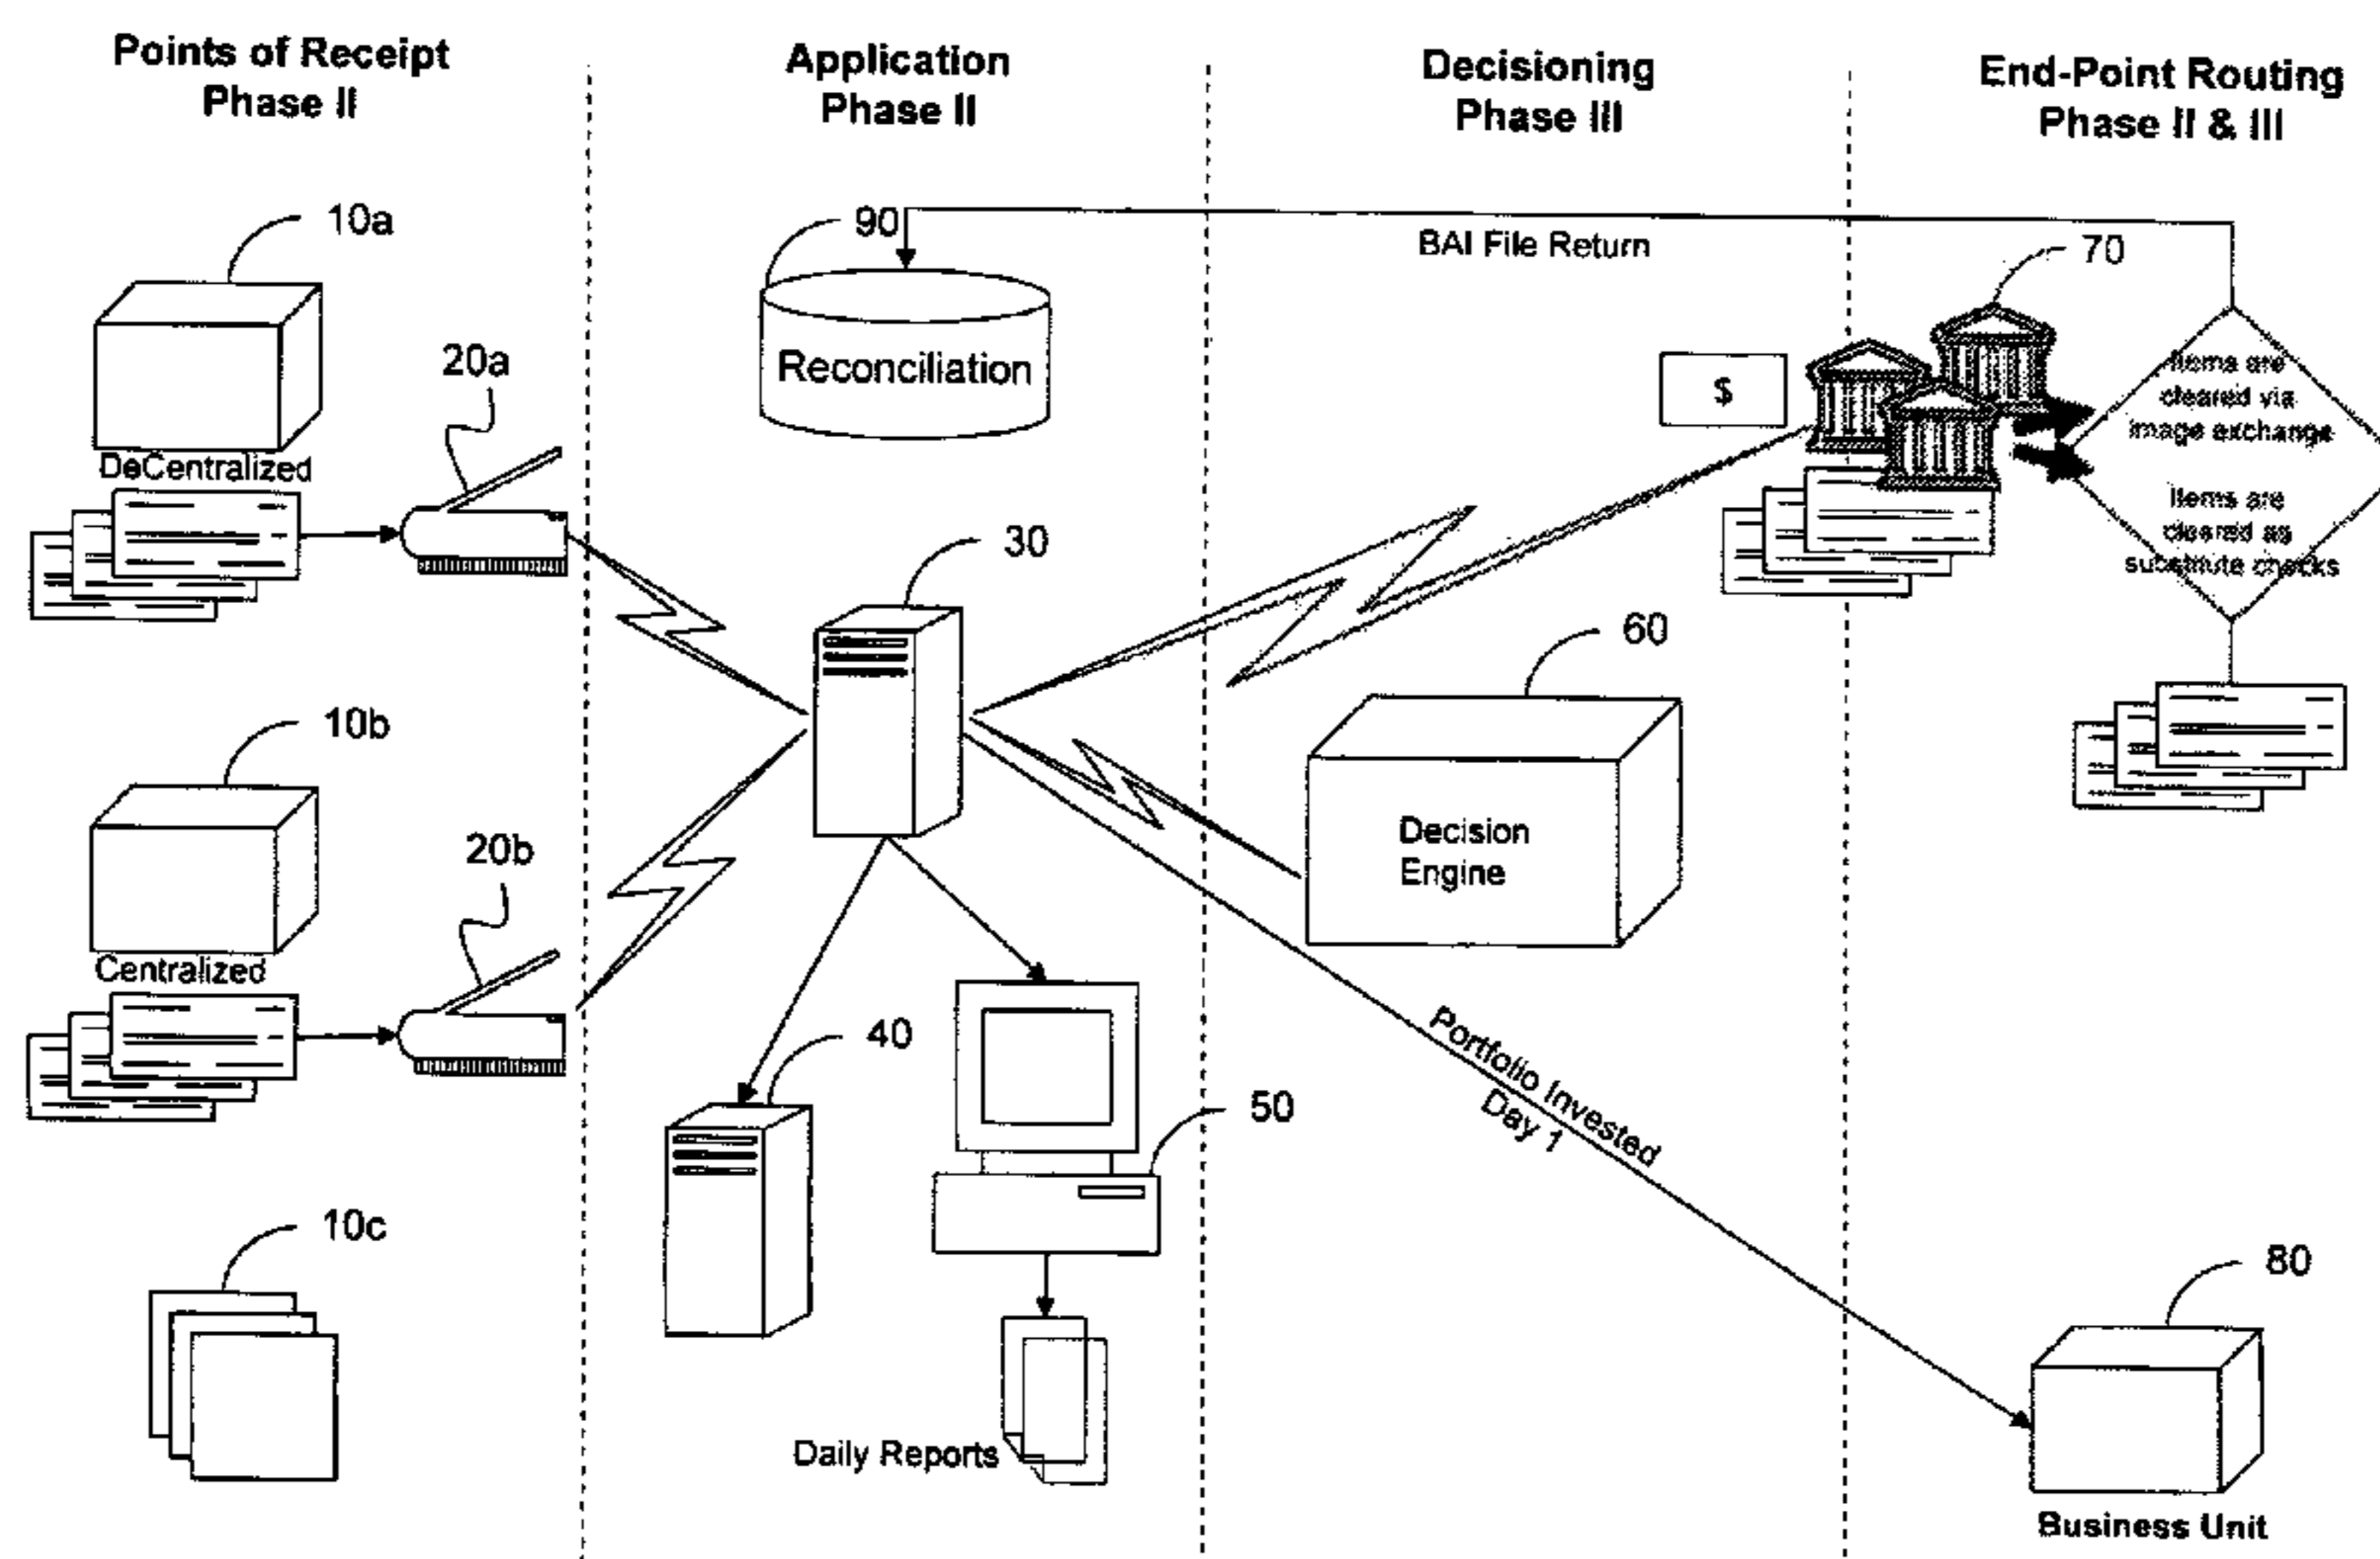 Points of Receipt
Phase II
Application
Phase II
Decisioning
Phase III
End-Point Routing
Phase II & III
10a
90
BAI File Return
70
20a
Reconciliation
$
Items are
cleared via
image exchange
Items are
cleared as
substitute checks
DeCentralized
30
60
10b
20b
Decision
Engine
Centralized
40
50
Portfolio Invested
Day 1
10c
80
Daily Reports
Business Unit